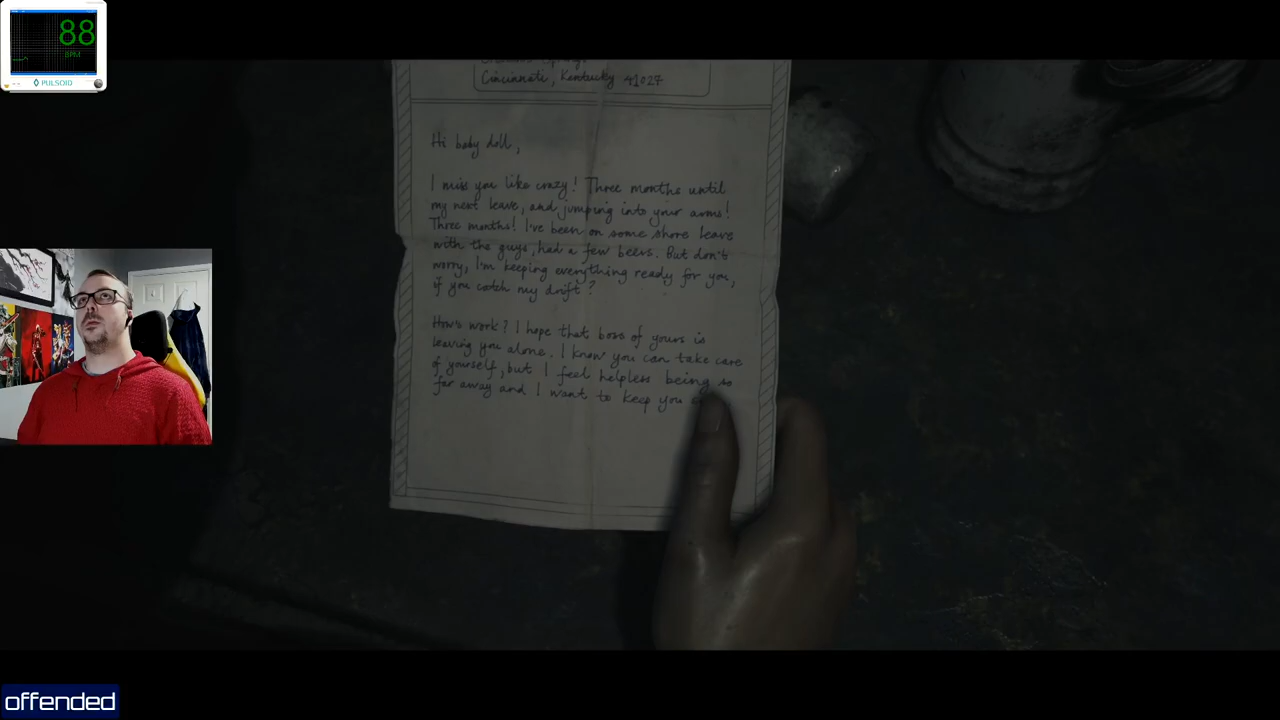 88
BPM
PULSOID
Cincinnati, Kentucky 41027
Hi baby doll,
I miss you like crazy! Three months until
my next leave, and jumping into your arms!
Three months! I've been on some shore leave
with the guys, had a few beers. But don't
worry, I'm keeping everything ready for you,
if you catch my drift?
How's work? I hope that boss of yours is
leaving you alone. I know you can take care
of yourself, but I feel helpless being so
far away and I want to keep you
offended